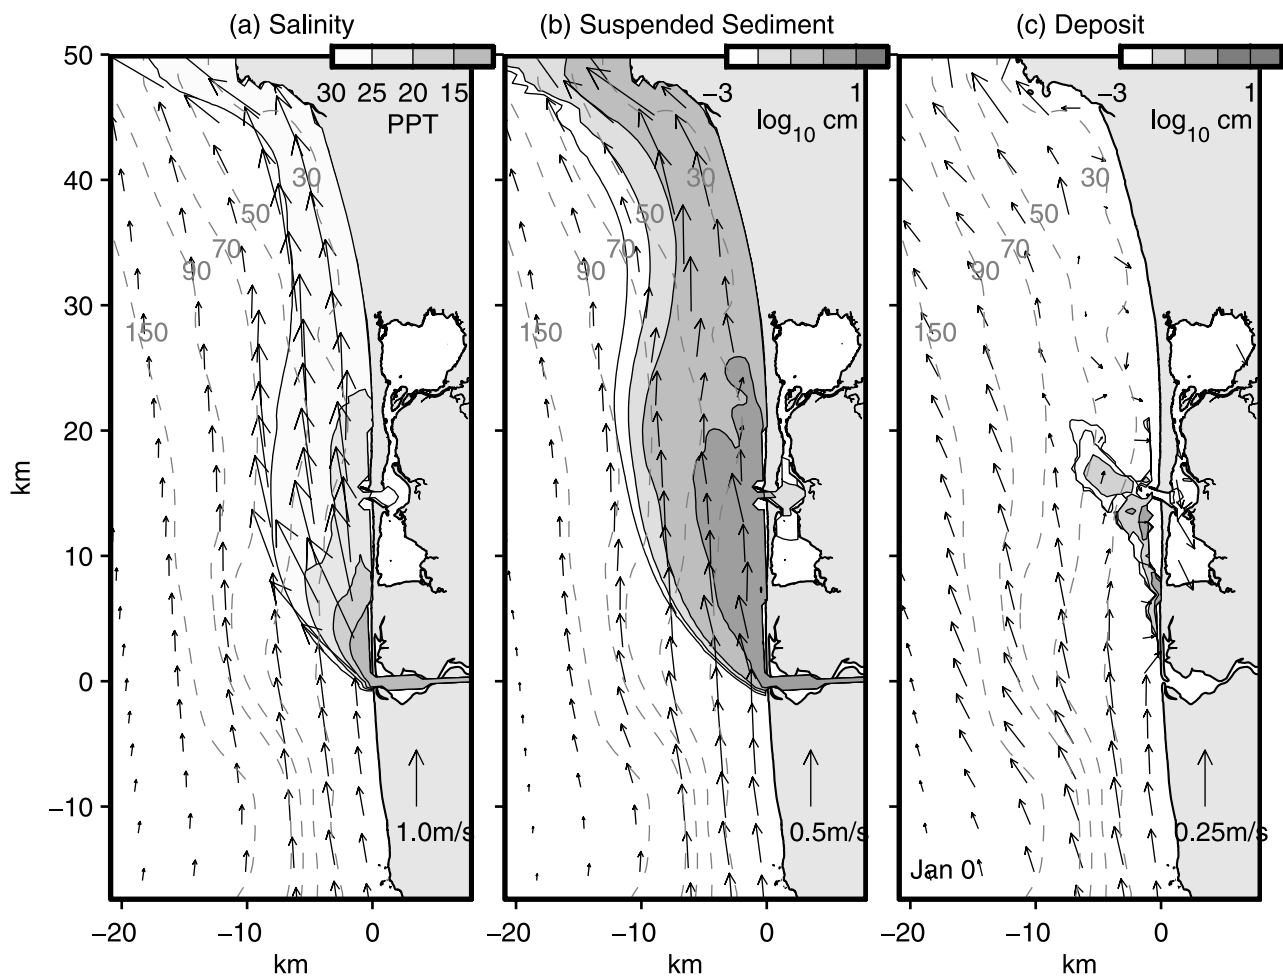 (a) Salinity
(b) Suspended Sediment
(c) Deposit
50
40
30
20
10
0
−10
km
30 25 20 15
PPT
−3 1
log10 cm
−3 1
log10 cm
30
50
70
90
150
30
50
70
90
150
30
50
70
90
150
1.0m/s
0.5m/s
0.25m/s
Jan 0
−20 −10 0
−20 −10 0
−20 −10 0
km
km
km